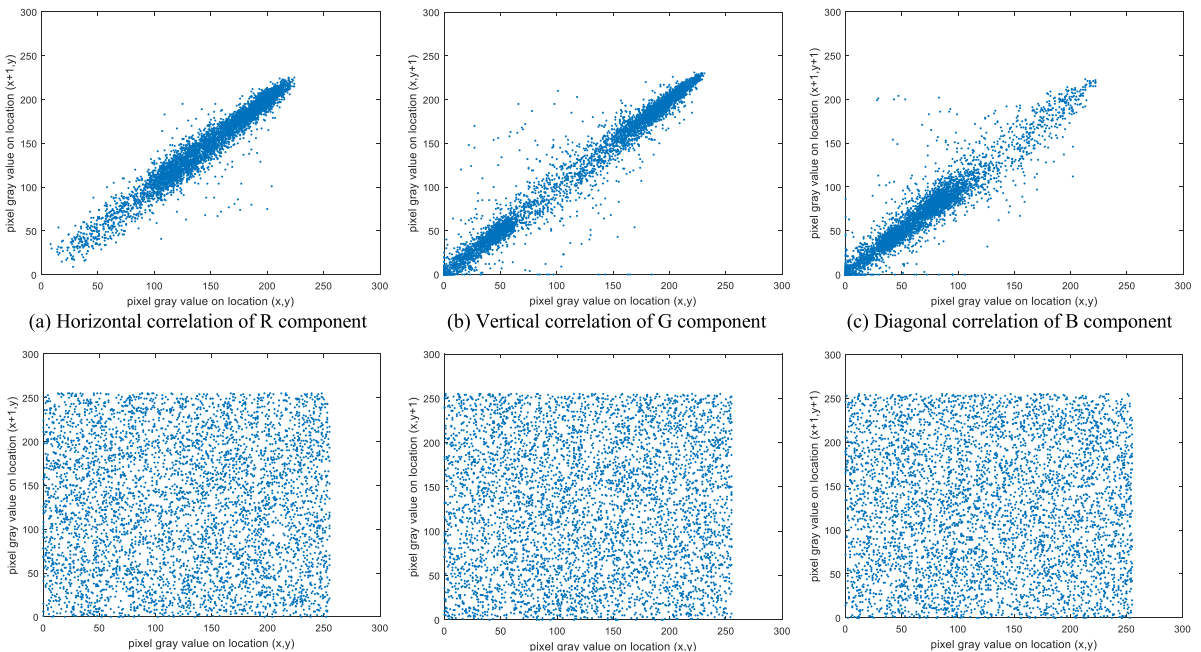 300
250
200
150
100
50
0
pixel gray value on location (x+1,y)
0 50 100 150 200 250 300
pixel gray value on location (x,y)
(a) Horizontal correlation of R component
300
250
200
150
100
50
0
pixel gray value on location (x,y+1)
0 50 100 150 200 250 300
pixel gray value on location (x,y)
(b) Vertical correlation of G component
300
250
200
150
100
50
0
pixel gray value on location (x+1,y+1)
0 50 100 150 200 250 300
pixel gray value on location (x,y)
(c) Diagonal correlation of B component
300
250
200
150
100
50
0
pixel gray value on location (x+1,y)
0 50 100 150 200 250 300
pixel gray value on location (x,y)
300
250
200
150
100
50
0
pixel gray value on location (x,y+1)
0 50 100 150 200 250 300
pixel gray value on location (x,y)
300
250
200
150
100
50
0
pixel gray value on location (x+1,y+1)
0 50 100 150 200 250 300
pixel gray value on location (x,y)